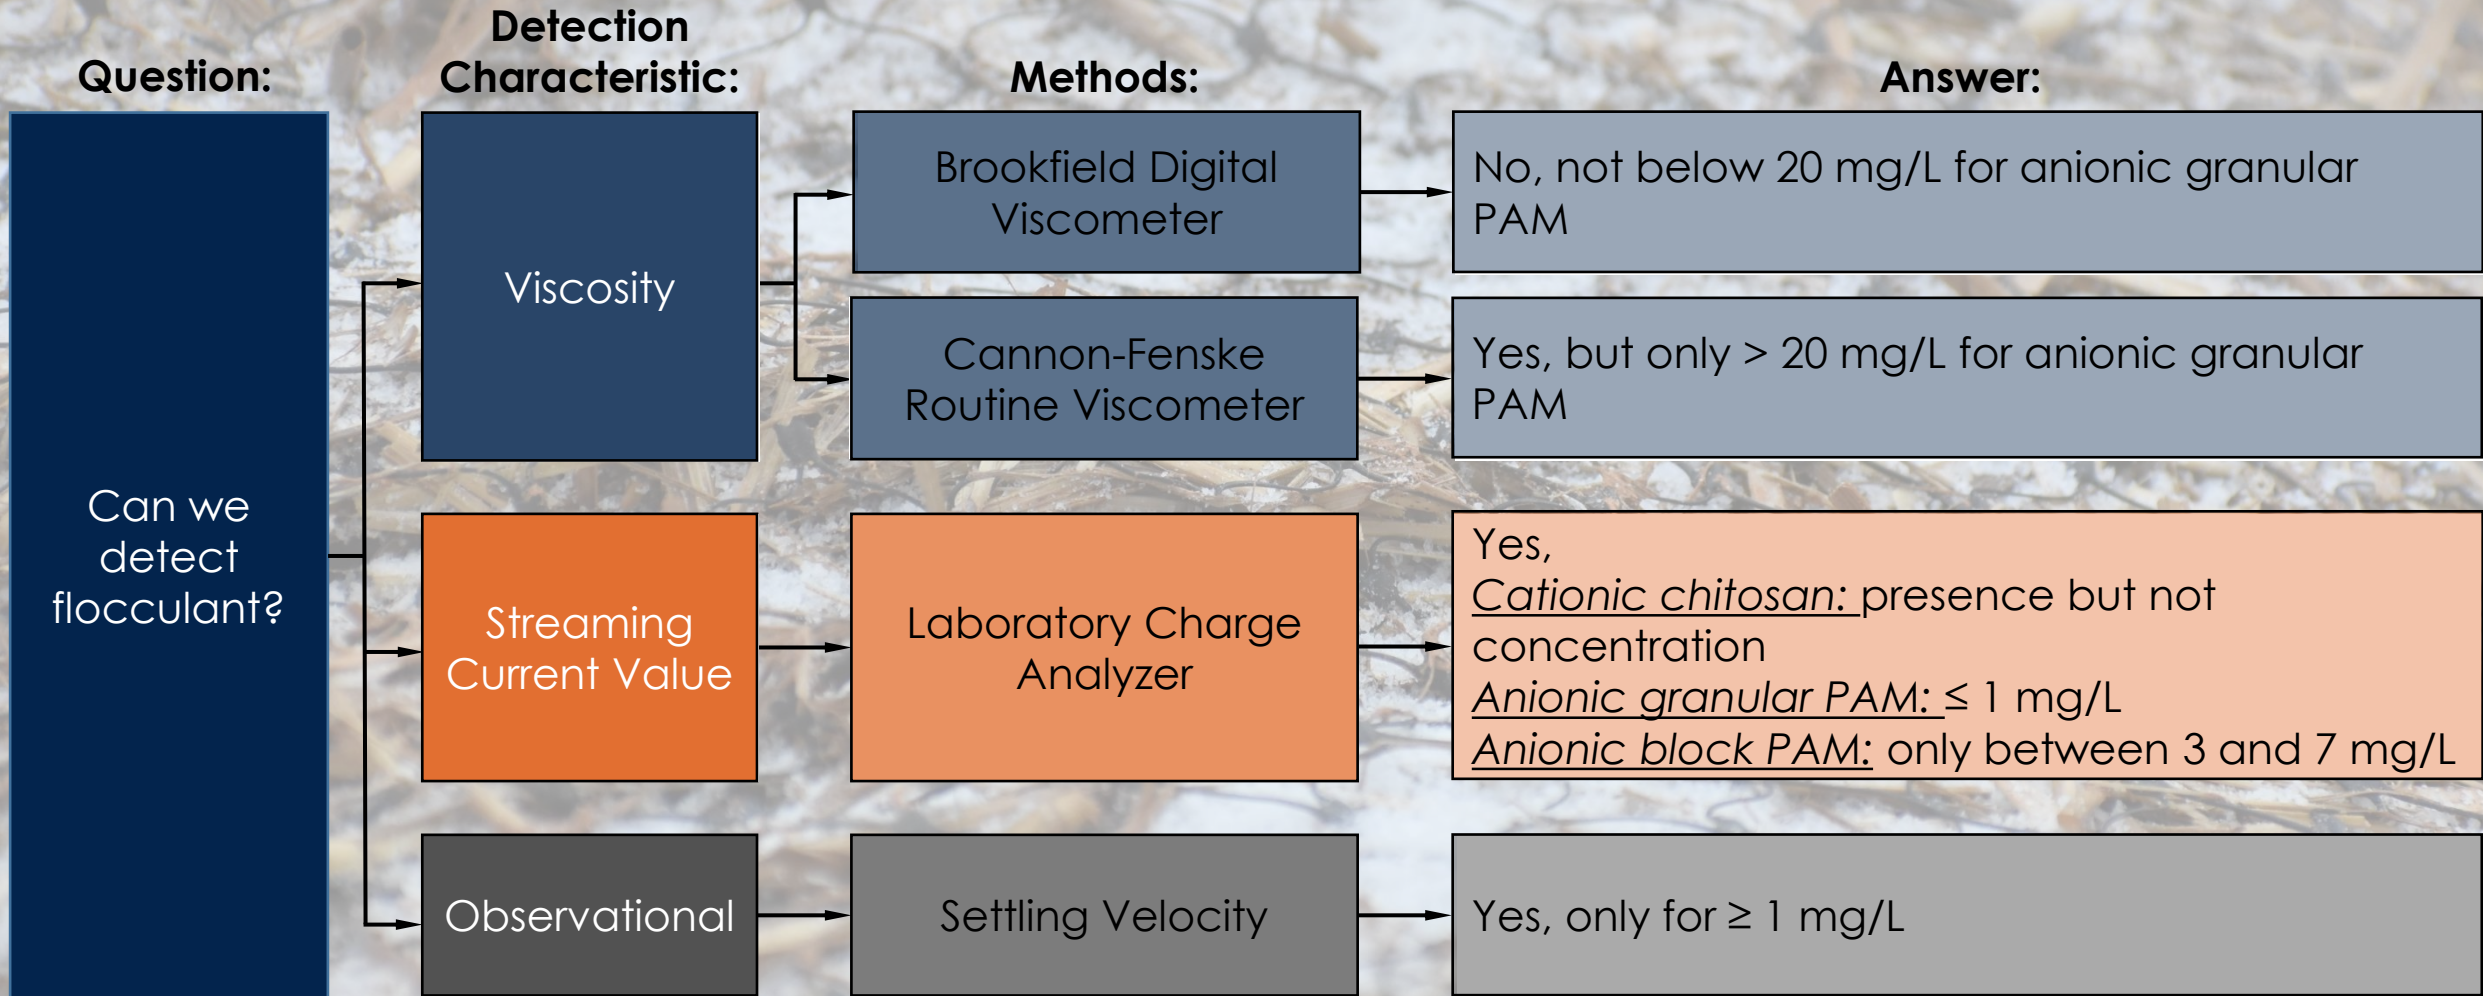 Question:
Detection
Characteristic:
Methods:
Answer:
Can we
detect
flocculant?
Viscosity
Brookfield Digital
Viscometer
No, not below 20 mg/L for anionic granular
PAM
Cannon-Fenske
Routine Viscometer
Yes, but only > 20 mg/L for anionic granular
PAM
Streaming
Current Value
Laboratory Charge
Analyzer
Yes,
Cationic chitosan: presence but not
concentration
Anionic granular PAM: ≤ 1 mg/L
Anionic block PAM: only between 3 and 7 mg/L
Observational
Settling Velocity
Yes, only for ≥ 1 mg/L